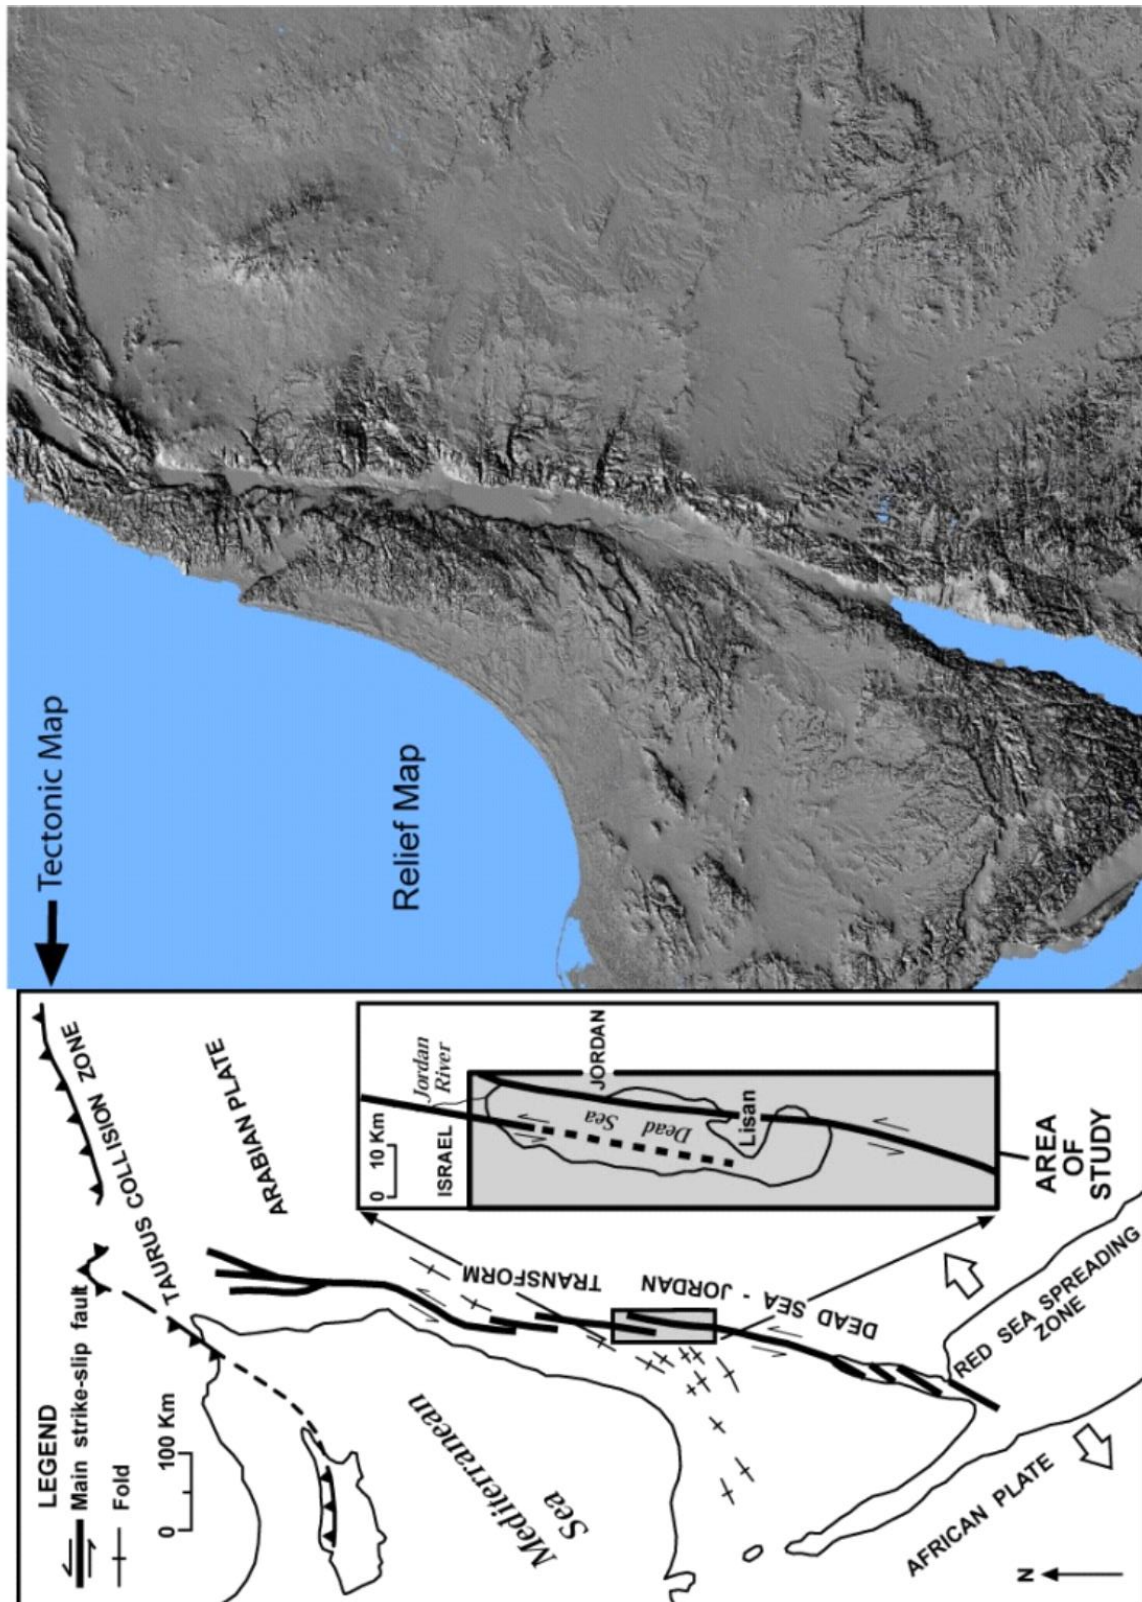 Tectonic Map
Relief Map
LEGEND
Main strike-slip fault
Fold
0 100 Km
TAURUS COLLISION ZONE
ARABIAN PLATE
Mediterranean
Sea
DEAD SEA - JORDAN TRANSFORM
0 10 Km
ISRAEL
Jordan
River
JORDAN
Dead
Sea
Lisan
AREA
OF
STUDY
RED SEA SPREADING
ZONE
AFRICAN PLATE
N